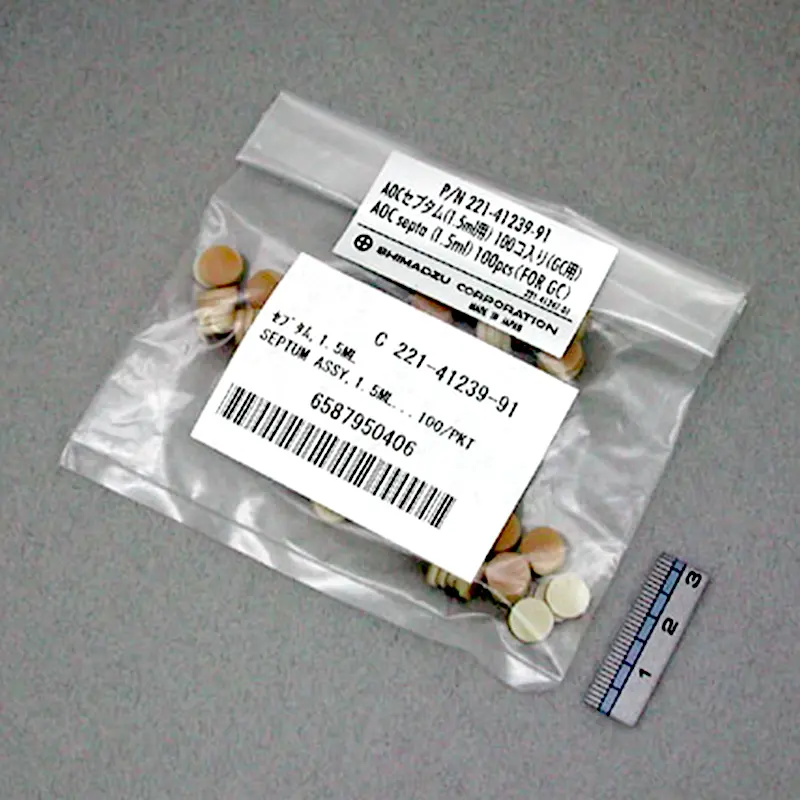 P/N 221-41239-91
AOCセプタム(1.5ml用) 100コ入り(GC用)
AOC septa (1.5ml) 100pcs(FOR GC)
SHIMADZU CORPORATION
MADE IN JAPAN
C 221-41239-91
ｾﾌﾟﾀﾑ,1.5ML
SEPTUM ASSY,1.5ML...100/PKT
6587950406
3
2
1